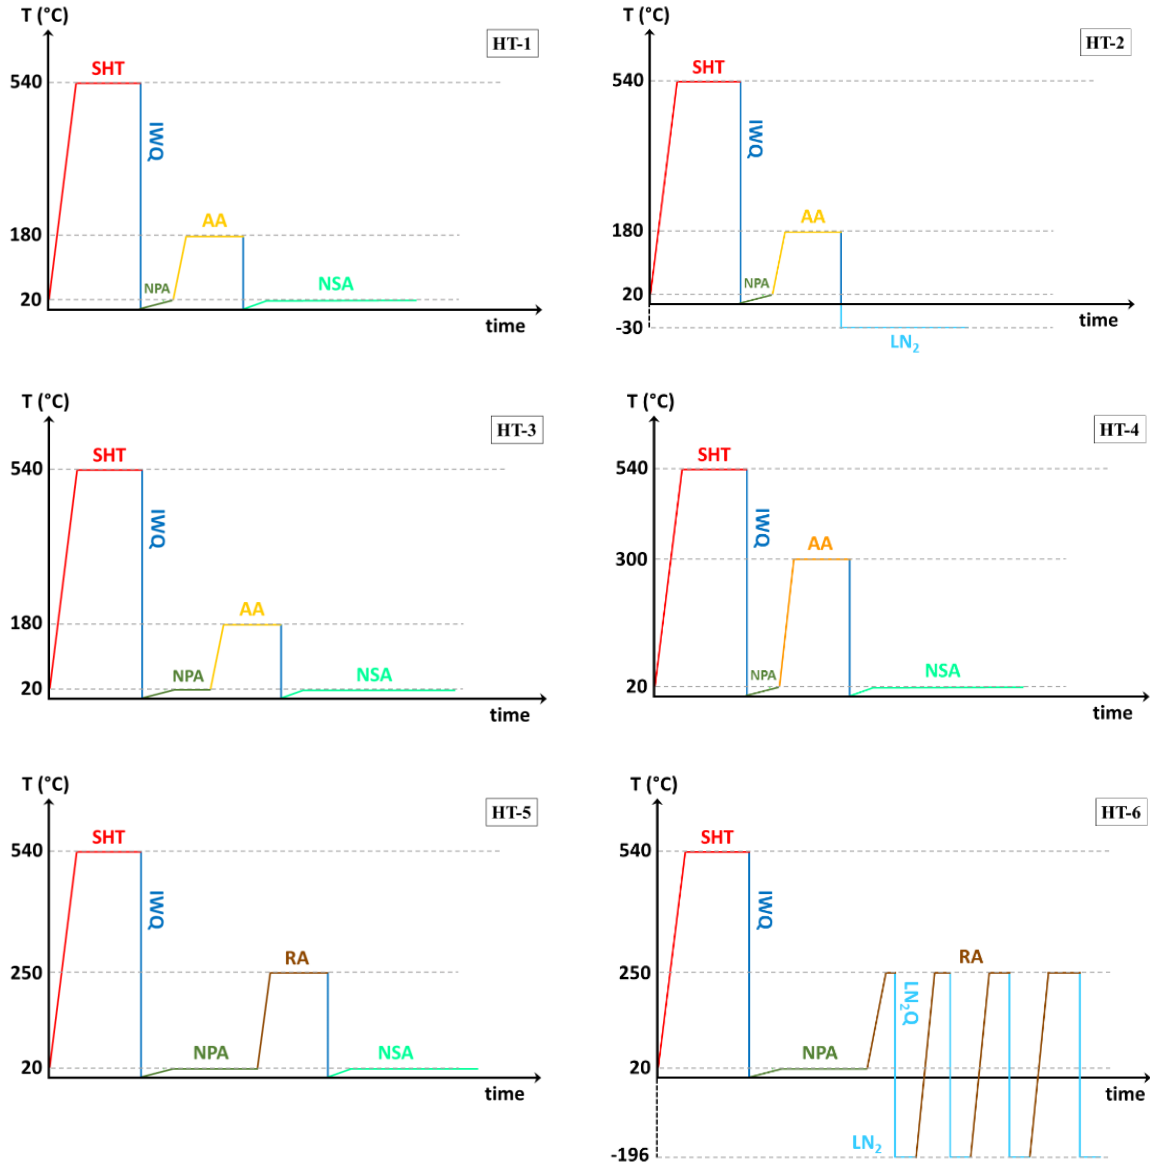 T (°C)
HT-1
540
SHT
IWQ
180
AA
NPA
20
NSA
time
T (°C)
HT-2
540
SHT
IWQ
180
AA
NPA
20
time
-30
LN₂
T (°C)
HT-3
540
SHT
IWQ
180
AA
NPA
20
NSA
time
T (°C)
HT-4
540
SHT
IWQ
300
AA
NPA
20
NSA
time
T (°C)
HT-5
540
SHT
IWQ
250
RA
20
NPA
NSA
time
T (°C)
HT-6
540
SHT
IWQ
250
RA
LN₂Q
20
NPA
time
LN₂
-196